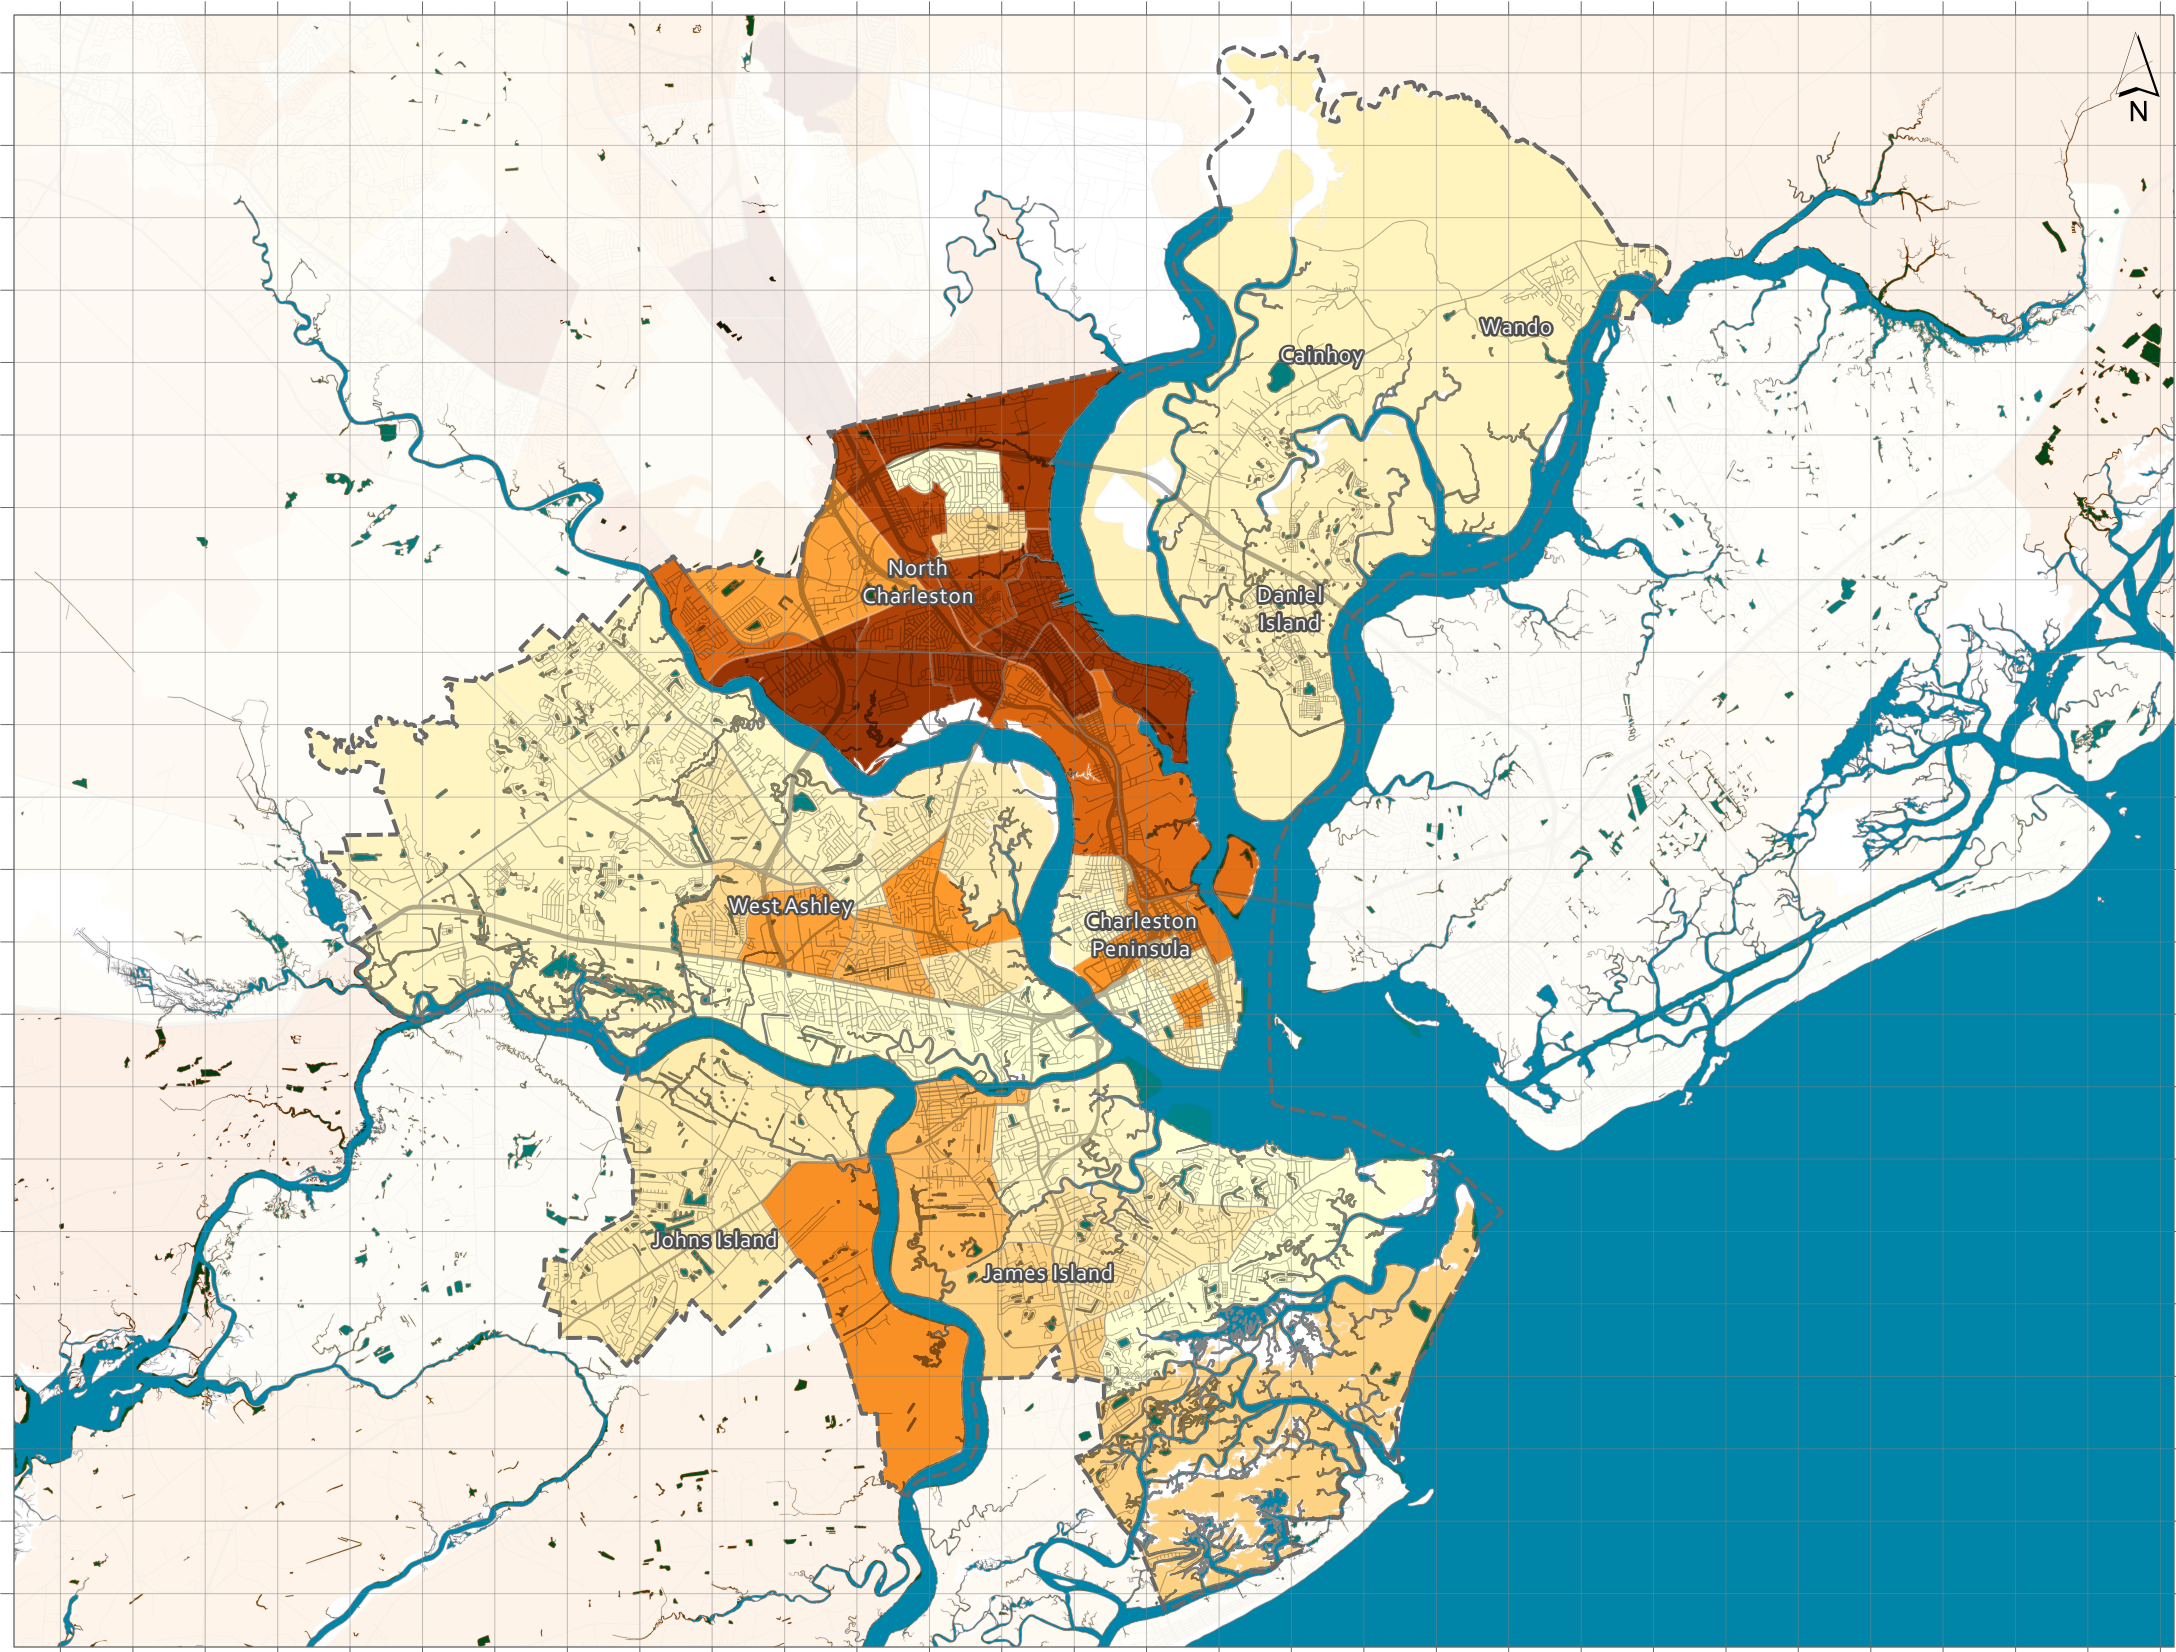 N
Wando
Cainhoy
North
Charleston
Daniel
Island
West Ashley
Charleston
Peninsula
Johns Island
James Island